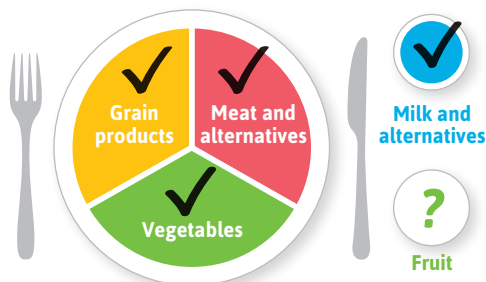 Grain
products
Meat and
alternatives
Vegetables
Milk and
alternatives
?
Fruit